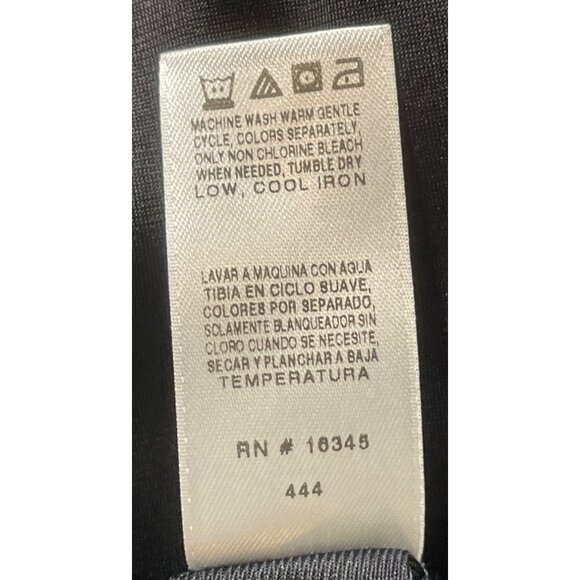 MACHINE WASH WARM GENTLE
CYCLE, COLORS SEPARATELY,
ONLY NON CHLORINE BLEACH
WHEN NEEDED, TUMBLE DRY
LOW, COOL IRON
LAVAR A MAQUINA CON AGUA
TIBIA EN CICLO SUAVE,
COLORES POR SEPARADO,
SOLAMENTE BLANQUEADOR SIN
CLORO CUANDO SE NECESITE,
SECAR Y PLANCHAR A BAJA
TEMPERATURA
RN # 16345
444